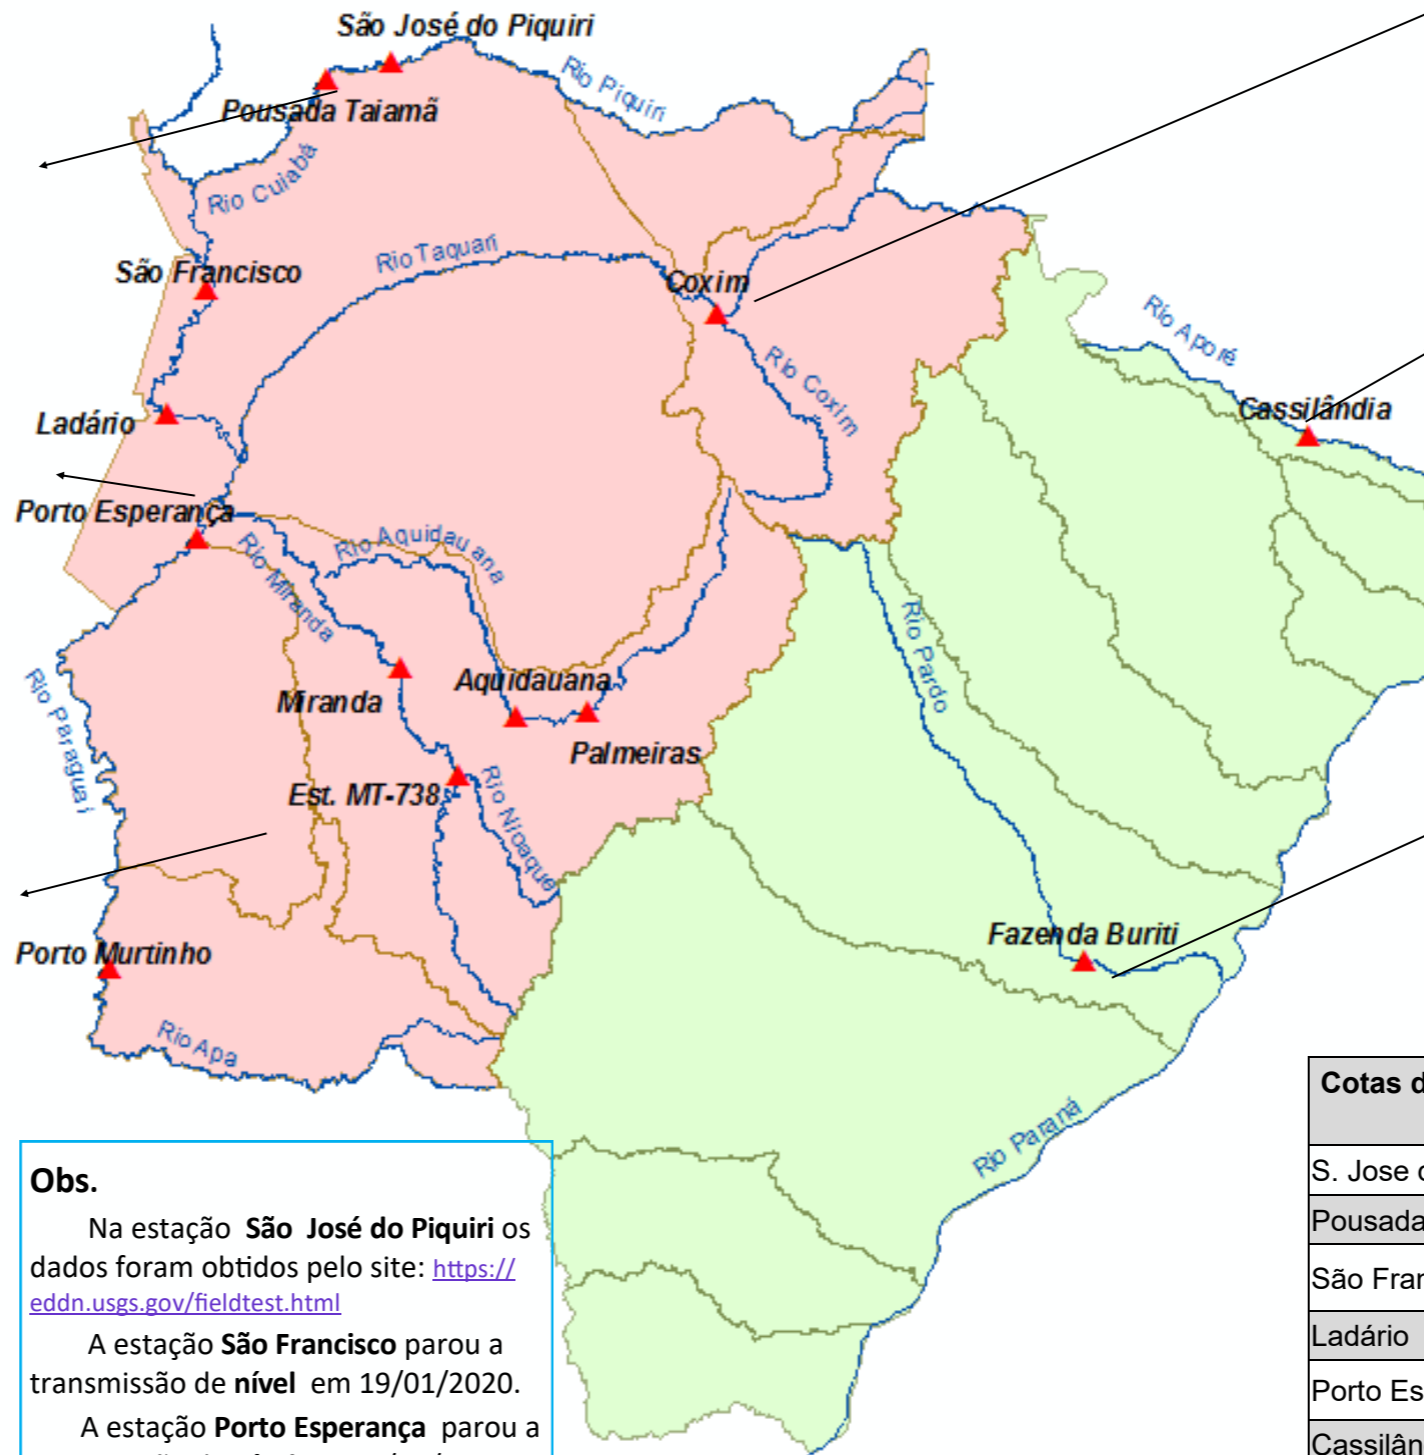 São José do Piquiri
Rio Piquiri
Pousada Taiamã
Rio Cuiabá
Rio Taquari
São Francisco
Coxim
Rio Aporé
Rio Coxim
Cassilândia
Ladário
Porto Esperança
Rio Aquidauana
Rio Miranda
Rio Pardo
Rio Paraguai
Miranda
Aquidauana
Palmeiras
Est. MT-738
Rio Nioaque
Fazenda Buriti
Porto Murtinho
Rio Apa
Rio Paraná
Obs.
Na estação São José do Piquiri os
dados foram obtidos pelo site: https://
eddn.usgs.gov/fieldtest.html
A estação São Francisco parou a
transmissão de nível em 19/01/2020.
A estação Porto Esperança parou a
Cotas d
S. Jose
Pousada
São Fran
Ladário
Porto Es
Cassilân